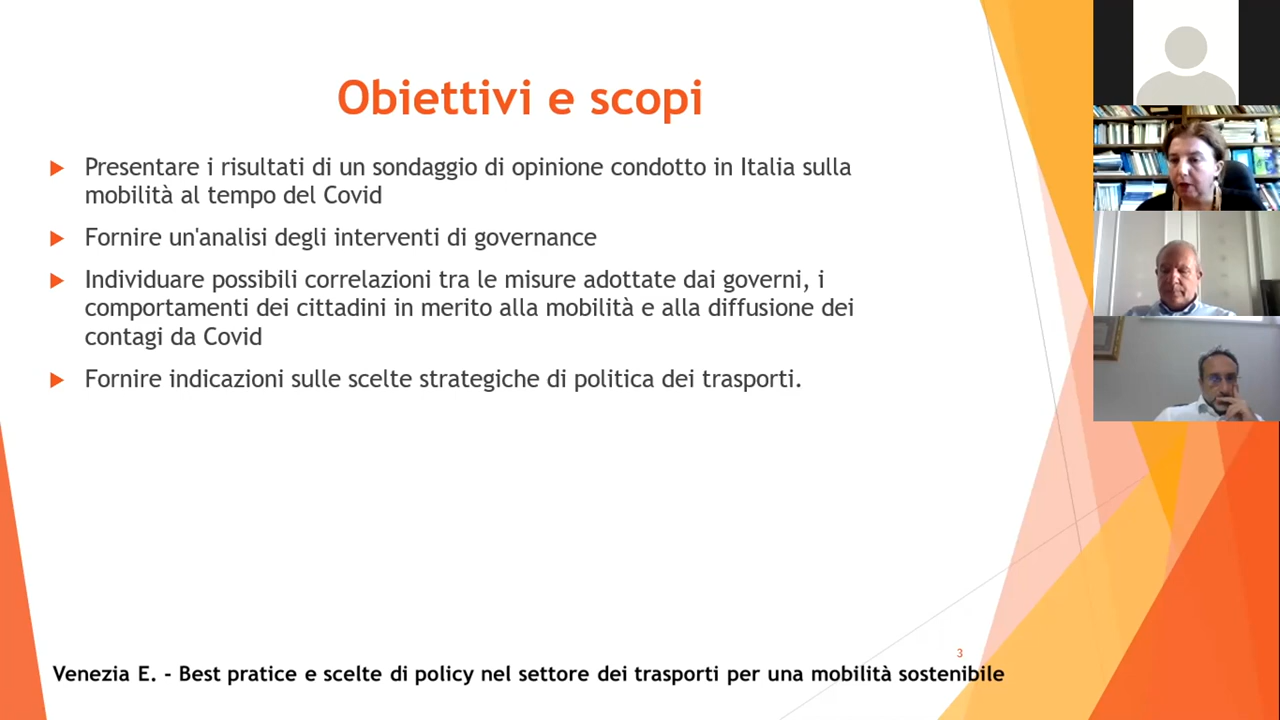 Obiettivi e scopi
Presentare i risultati di un sondaggio di opinione condotto in Italia sulla
mobilità al tempo del Covid
Fornire un'analisi degli interventi di governance
Individuare possibili correlazioni tra le misure adottate dai governi, i
comportamenti dei cittadini in merito alla mobilità e alla diffusione dei
contagi da Covid
Fornire indicazioni sulle scelte strategiche di politica dei trasporti.
3
Venezia E. - Best pratice e scelte di policy nel settore dei trasporti per una mobilità sostenibile